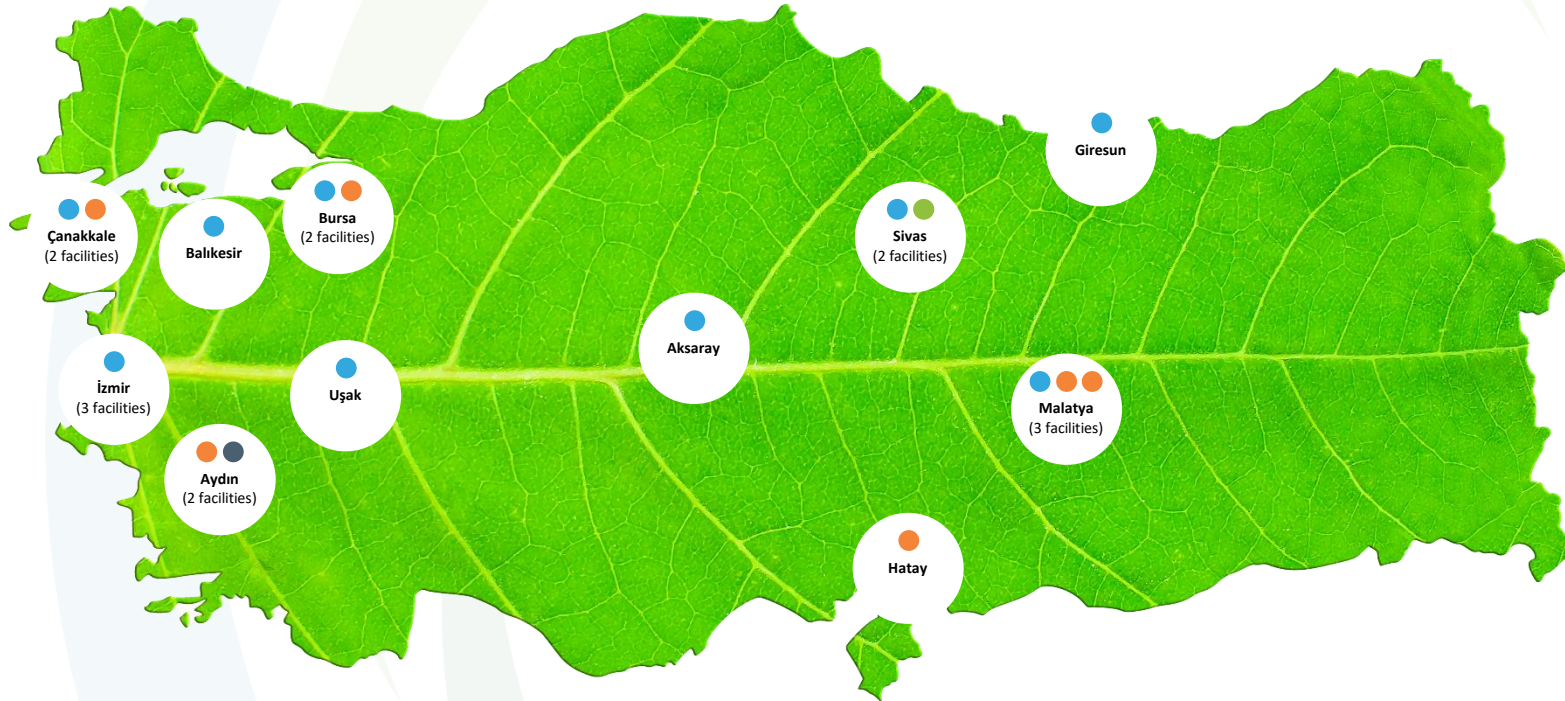 Giresun
Bursa
(2 facilities)
Çanakkale
(2 facilities)
Balıkesir
Sivas
(2 facilities)
Aksaray
İzmir
(3 facilities)
Uşak
Malatya
(3 facilities)
Aydın
(2 facilities)
Hatay